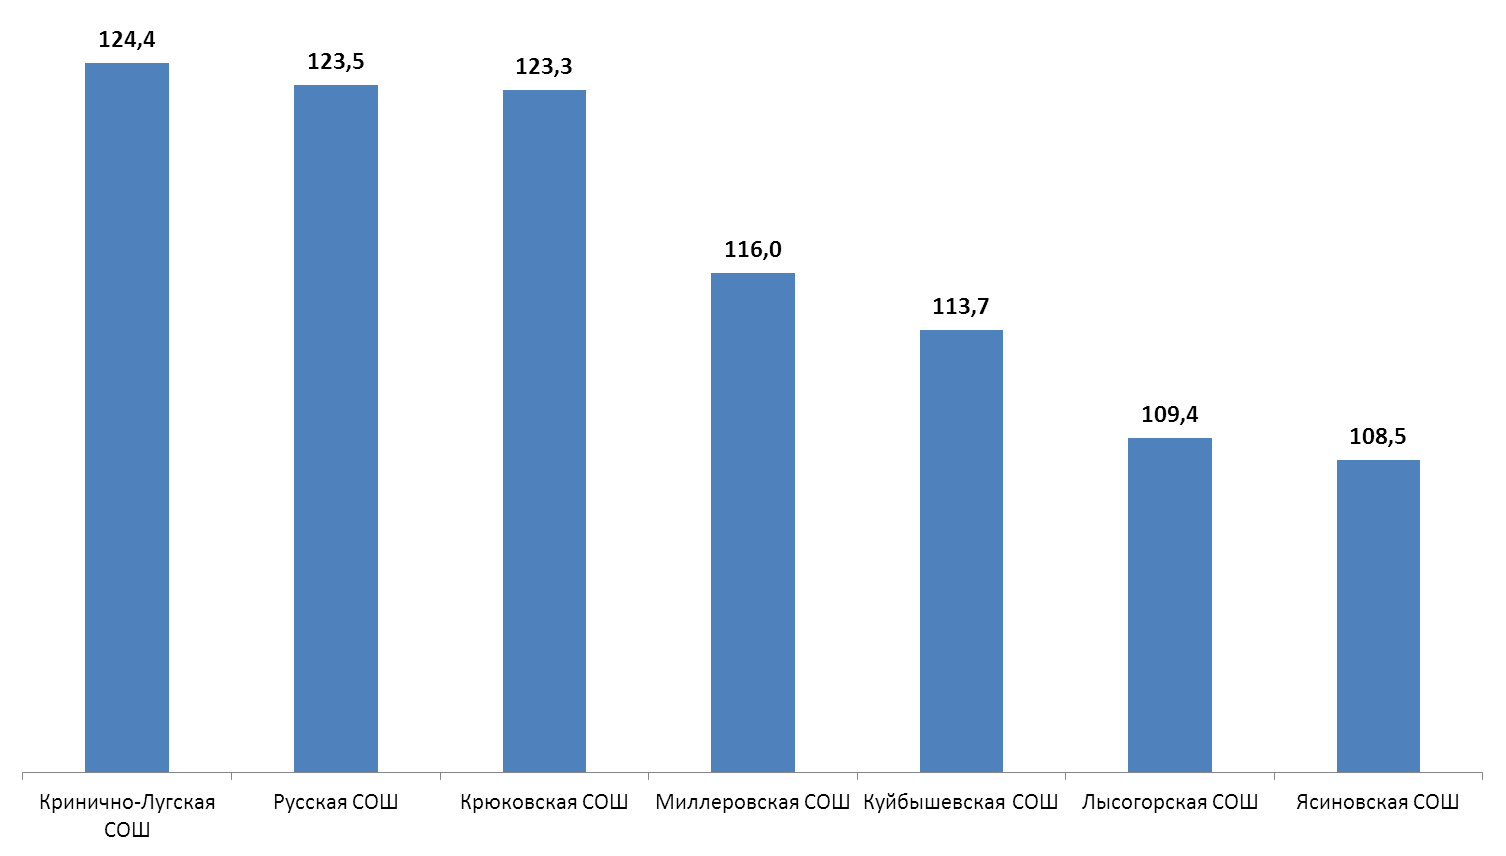 124,4
123,5
123,3
116,0
113,7
109,4
108,5
Кринично-Лугская
СОШ
Русская СОШ
Крюковская СОШ
Миллеровская СОШ
Куйбышевская СОШ
Лысогорская СОШ
Ясиновская СОШ